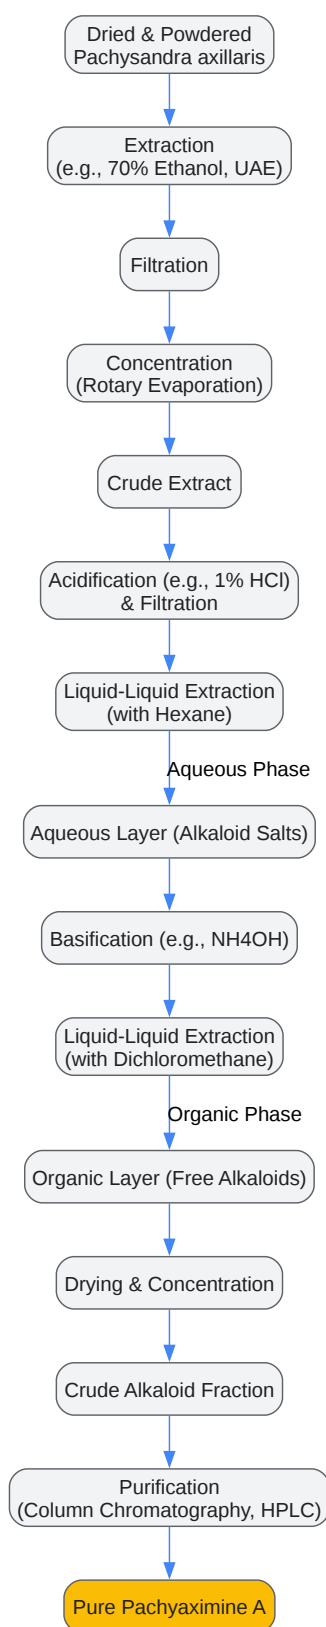 Dried & Powdered
Pachysandra axillaris
Extraction
(e.g., 70% Ethanol, UAE)
Filtration
Concentration
(Rotary Evaporation)
Crude Extract
Acidification (e.g., 1% HCl)
& Filtration
Liquid-Liquid Extraction
(with Hexane)
Aqueous Phase
Aqueous Layer (Alkaloid Salts)
Basification (e.g., NH4OH)
Liquid-Liquid Extraction
(with Dichloromethane)
Organic Phase
Organic Layer (Free Alkaloids)
Drying & Concentration
Crude Alkaloid Fraction
Purification
(Column Chromatography, HPLC)
Pure Pachyaximine A